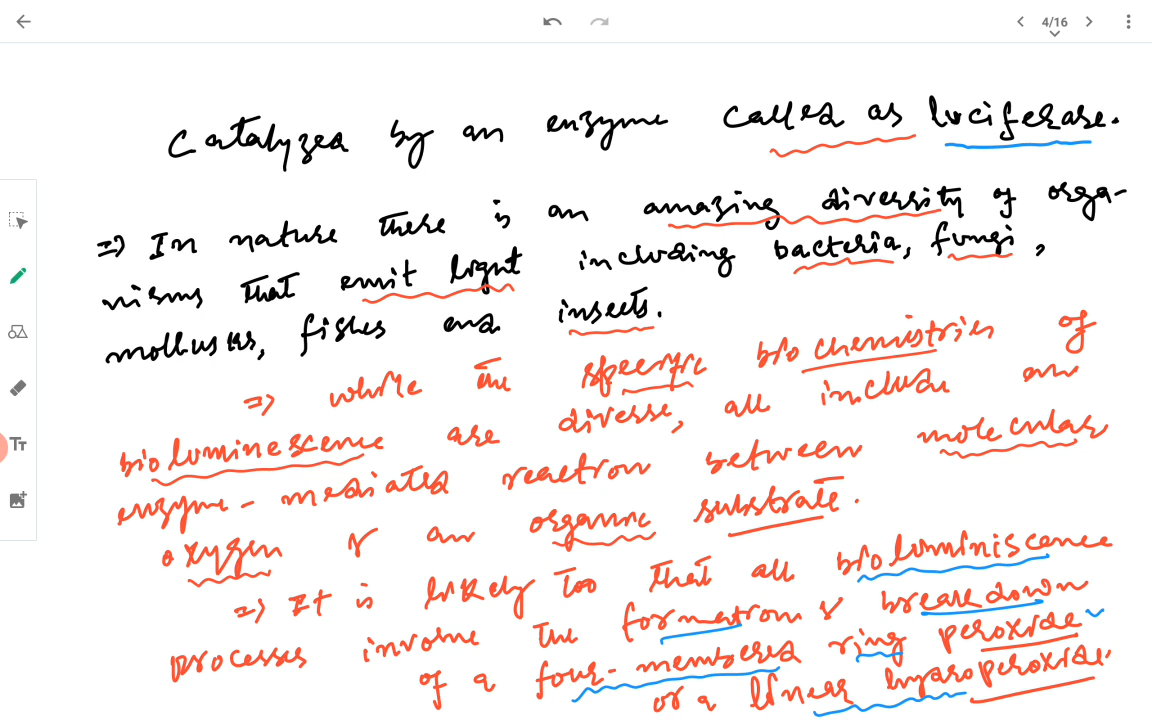 4/16
Catalyzed by an enzyme called as luciferase.
=> In nature there is an amazing diversity of orga-
nisms that emit light including bacteria, fungi,
mollusks, fishes and insects.
=> while the specific biochemistries of
bioluminescence are diverse, all include an
enzyme-mediated reaction between molecular
oxygen & an organic substrate.
=> It is likely too that all bioluminiscence
processes involve the formation & breakdown
of a four-membered ring peroxide
or a linear hydroperoxide.
Tт